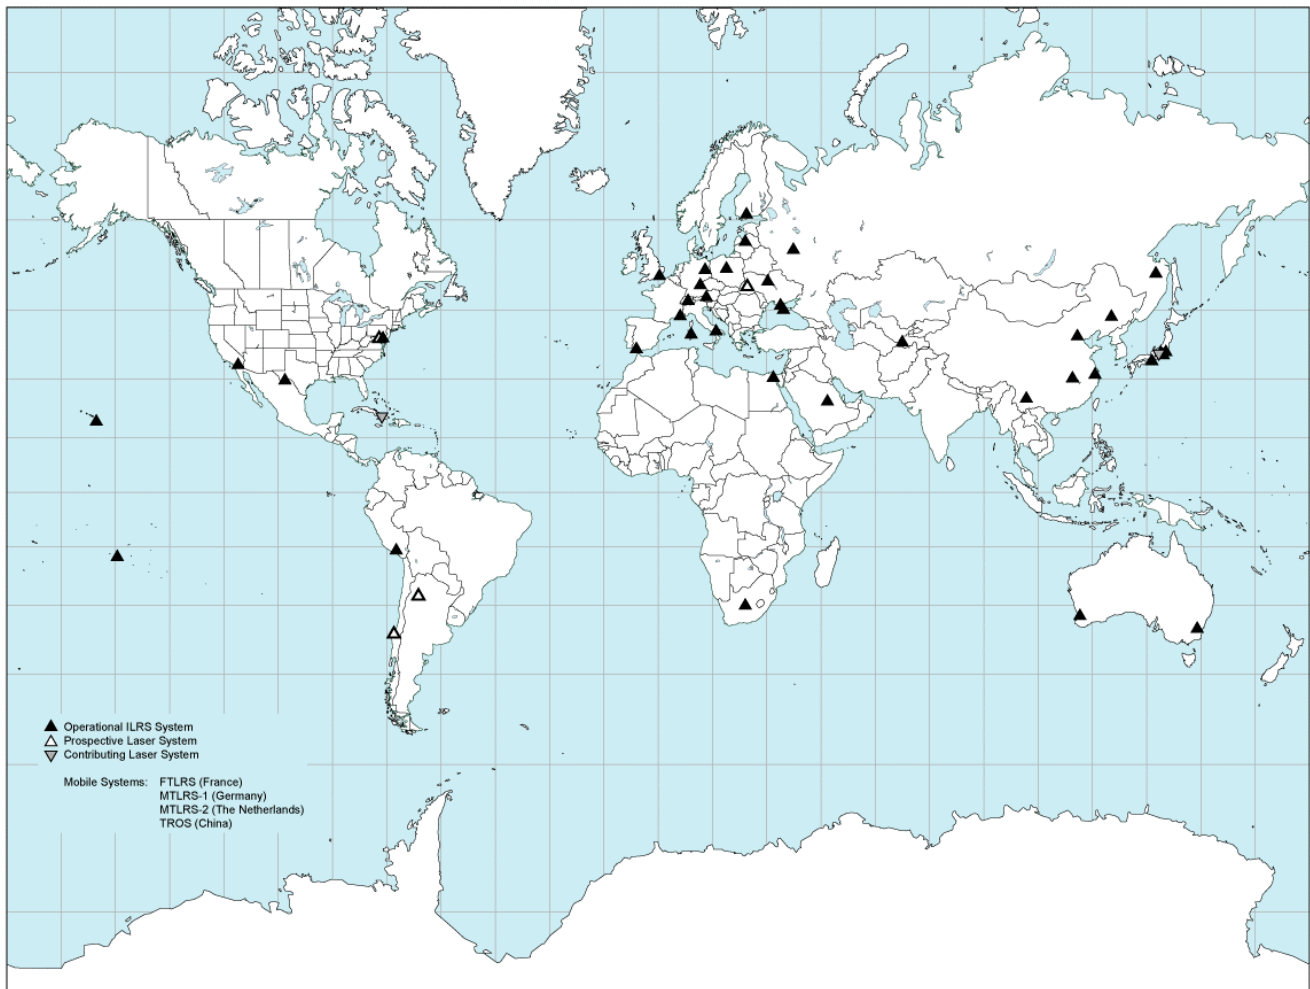 Operational ILRS System
Prospective Laser System
Contributing Laser System
Mobile Systems: FTLRS (France)
MTLRS-1 (Germany)
MTLRS-2 (The Netherlands)
TROS (China)